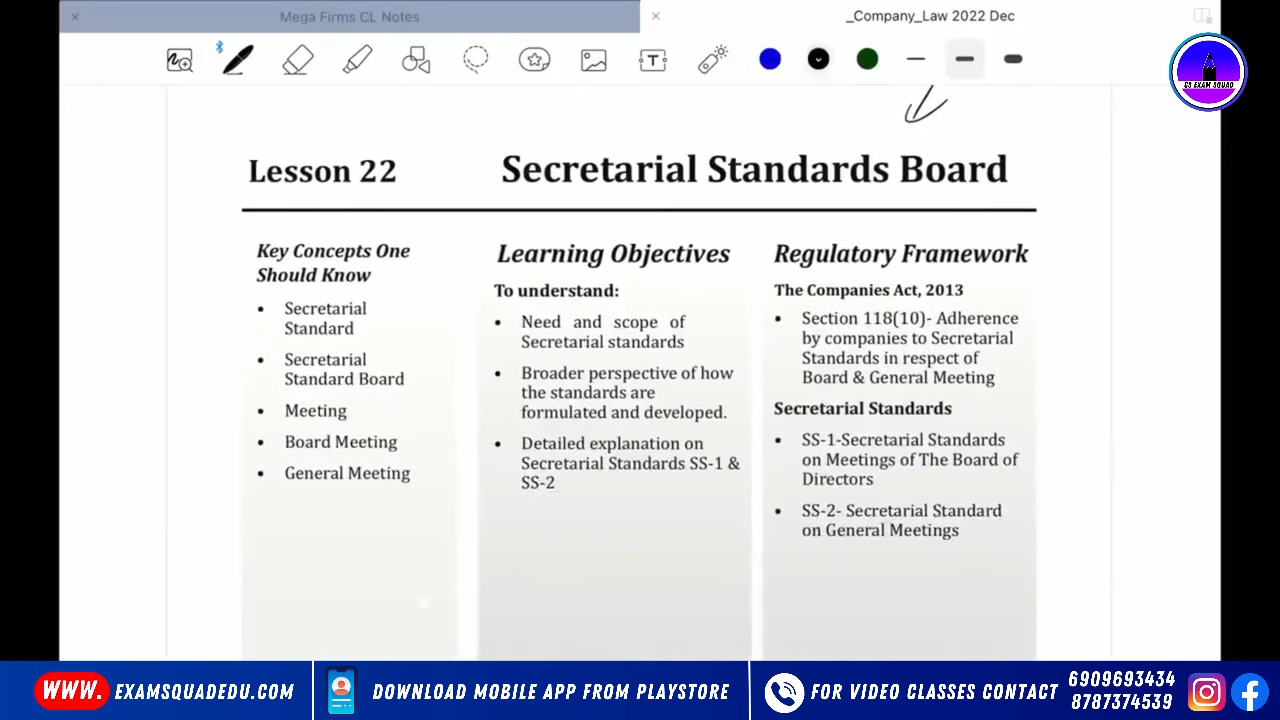 Mega Firms CL Notes
_Company_Law 2022 Dec
T
CS EXAM SQUAD
Lesson 22
Secretarial Standards Board
Key Concepts One
Should Know
• Secretarial
Standard
• Secretarial
Standard Board
• Meeting
• Board Meeting
• General Meeting
Learning Objectives
To understand:
• Need and scope of
Secretarial standards
• Broader perspective of how
the standards are
formulated and developed.
• Detailed explanation on
Secretarial Standards SS-1 &
SS-2
Regulatory Framework
The Companies Act, 2013
• Section 118(10)- Adherence
by companies to Secretarial
Standards in respect of
Board & General Meeting
Secretarial Standards
• SS-1-Secretarial Standards
on Meetings of The Board of
Directors
• SS-2- Secretarial Standard
on General Meetings
WWW. EXAMSQUADEDU.COM
DOWNLOAD MOBILE APP FROM PLAYSTORE
FOR VIDEO CLASSES CONTACT
6909693434
8787374539